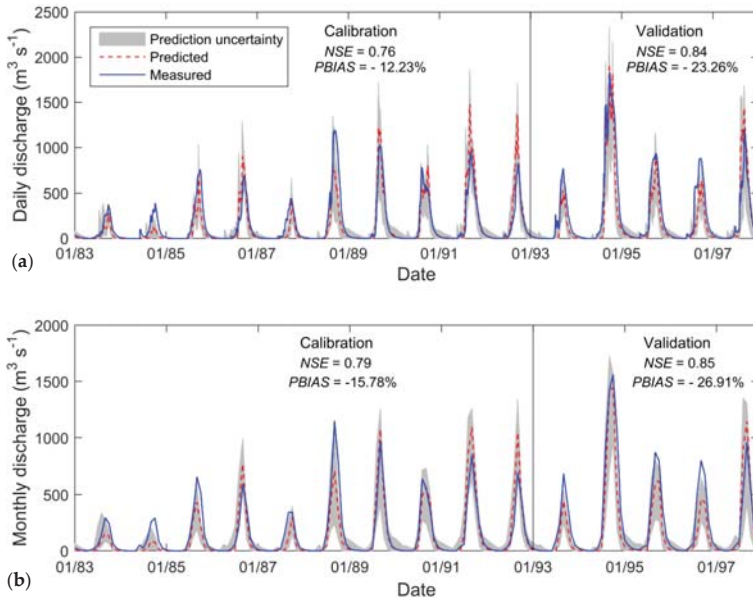 2500
2000
1500
1000
500
0
Daily discharge (m³ s⁻¹)
Prediction uncertainty
Predicted
Measured
Calibration
NSE = 0.76
PBIAS = - 12.23%
Validation
NSE = 0.84
PBIAS = - 23.26%
01/83 01/85 01/87 01/89 01/91 01/93 01/95 01/97
Date
(a)
2000
1500
1000
500
0
Monthly discharge (m³ s⁻¹)
Calibration
NSE = 0.79
PBIAS = -15.78%
Validation
NSE = 0.85
PBIAS = - 26.91%
01/83 01/85 01/87 01/89 01/91 01/93 01/95 01/97
Date
(b)